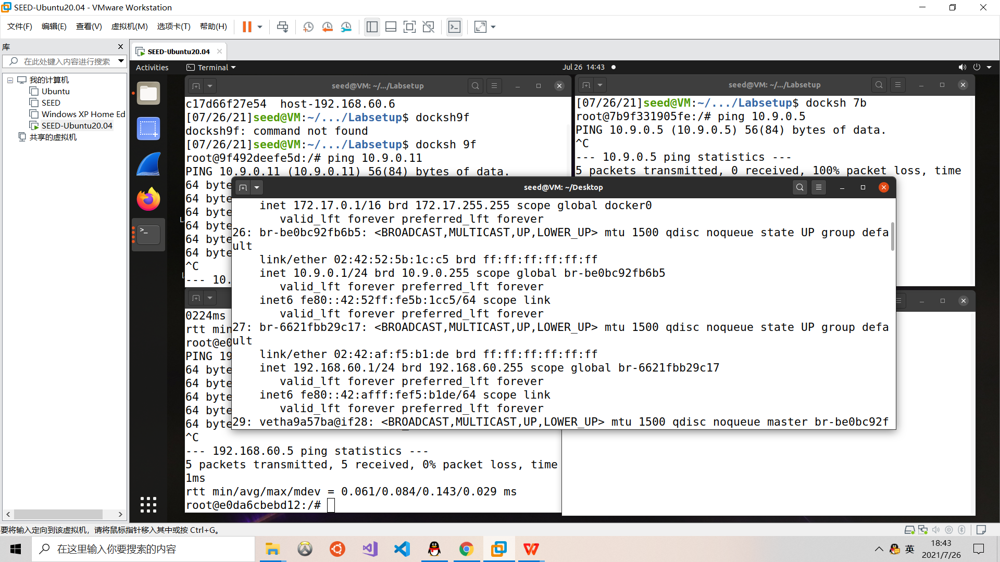 SEED-Ubuntu20.04 - VMware Workstation
文件(F) 编辑(E) 查看(V) 虚拟机(M) 选项卡(T) 帮助(H)
库
在此处键入内容进行搜索
我的计算机
Ubuntu
SEED
Windows XP Home Ed
SEED-Ubuntu20.04
共享的虚拟机
SEED-Ubuntu20.04
Activities
Terminal
Jul 26 14:43
seed@VM: ~/.../Labsetup
c17d66f27e54  host-192.168.60.6
[07/26/21]seed@VM:~/.../Labsetup$ docksh9f
docksh9f: command not found
[07/26/21]seed@VM:~/.../Labsetup$ docksh 9f
root@9f492deefe5d:/# ping 10.9.0.11
PING 10.9.0.11 (10.9.0.11) 56(84) bytes of data.
64 byte
64 byte
64 byte
64 byte
64 byte
64 byte
^C
--- 10.
seed@VM: ~/.../Labsetup
[07/26/21]seed@VM:~/.../Labsetup$ docksh 7b
root@7b9f331905fe:/# ping 10.9.0.5
PING 10.9.0.5 (10.9.0.5) 56(84) bytes of data.
^C
--- 10.9.0.5 ping statistics ---
5 packets transmitted, 0 received, 100% packet loss, time
seed@VM: ~/Desktop
inet 172.17.0.1/16 brd 172.17.255.255 scope global docker0
valid_lft forever preferred_lft forever
26: br-be0bc92fb6b5: <BROADCAST,MULTICAST,UP,LOWER_UP> mtu 1500 qdisc noqueue state UP group defa
ult
link/ether 02:42:52:5b:1c:c5 brd ff:ff:ff:ff:ff:ff
inet 10.9.0.1/24 brd 10.9.0.255 scope global br-be0bc92fb6b5
valid_lft forever preferred_lft forever
inet6 fe80::42:52ff:fe5b:1cc5/64 scope link
valid_lft forever preferred_lft forever
27: br-6621fbb29c17: <BROADCAST,MULTICAST,UP,LOWER_UP> mtu 1500 qdisc noqueue state UP group defa
ult
link/ether 02:42:af:f5:b1:de brd ff:ff:ff:ff:ff:ff
inet 192.168.60.1/24 brd 192.168.60.255 scope global br-6621fbb29c17
valid_lft forever preferred_lft forever
inet6 fe80::42:afff:fef5:b1de/64 scope link
valid_lft forever preferred_lft forever
29: vetha9a57ba@if28: <BROADCAST,MULTICAST,UP,LOWER_UP> mtu 1500 qdisc noqueue master br-be0bc92f
0224ms
rtt min
root@e0
PING 19
64 byte
64 byte
64 byte
64 byte
64 byte
^C
--- 192.168.60.5 ping statistics ---
5 packets transmitted, 5 received, 0% packet loss, time
1ms
rtt min/avg/max/mdev = 0.061/0.084/0.143/0.029 ms
root@e0da6cbebd12:/#
要将输入定向到该虚拟机，请将鼠标指针移入其中或按 Ctrl+G。
在这里输入你要搜索的内容
英
18:43
2021/7/26